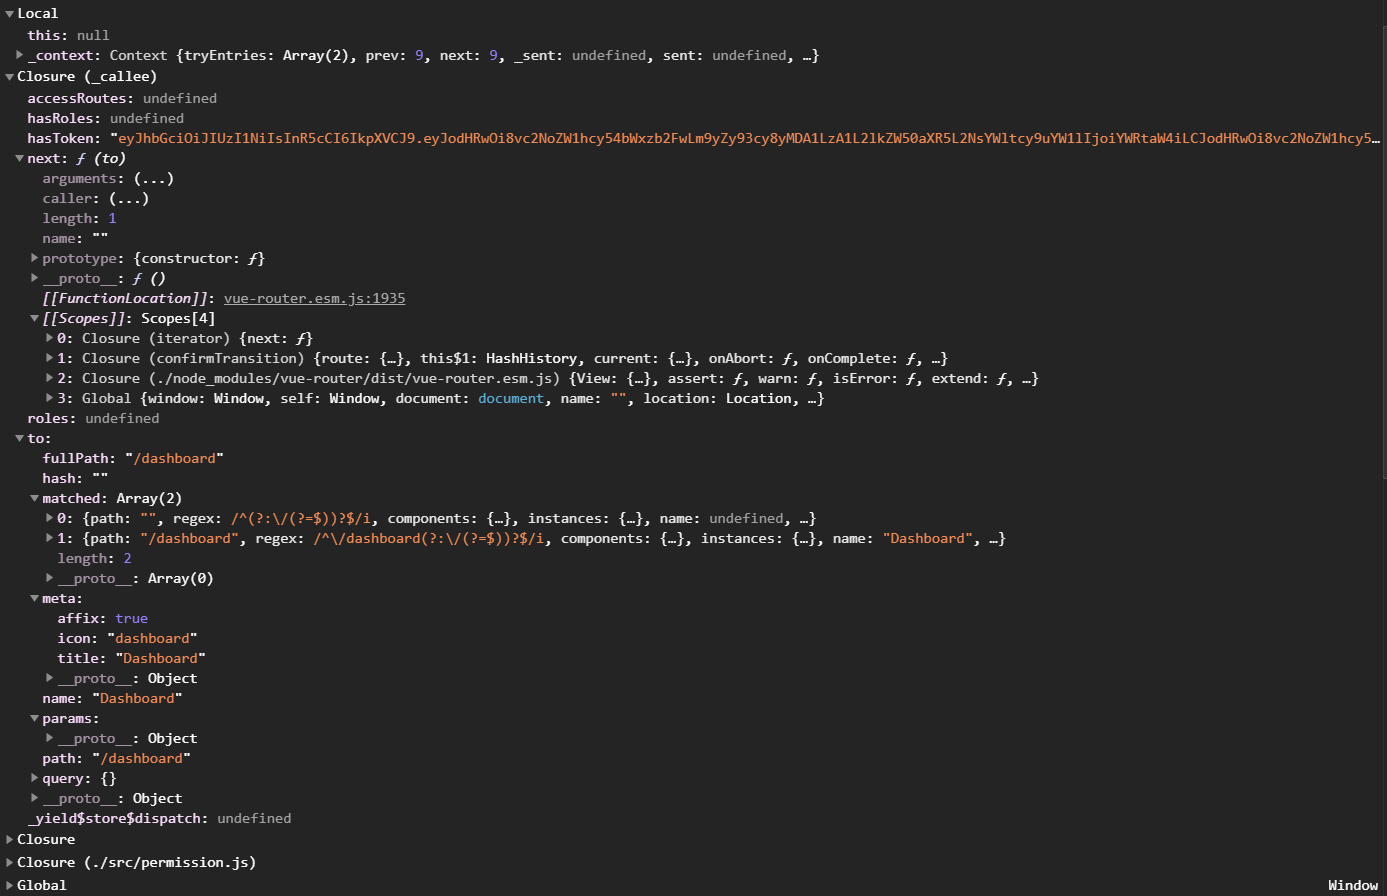 Local
this: null
_context: Context {tryEntries: Array(2), prev: 9, next: 9, _sent: undefined, sent: undefined, …}
Closure (_callee)
accessRoutes: undefined
hasRoles: undefined
hasToken: "eyJhbGciOiJIUzI1NiIsInR5cCI6IkpXVCJ9.eyJodHRwOi8vc2NoZW1hcy54bWxzb2FwLm9yZy93cy8yMDA1LzA1L2lkZW50aXR5L2NsYWltcy9uYW1lIjoiYWRtaW4iLCJodHRwOi8vc2NoZW1hcy5…
next: ƒ (to)
arguments: (...)
caller: (...)
length: 1
name: ""
prototype: {constructor: ƒ}
__proto__: ƒ ()
[[FunctionLocation]]: vue-router.esm.js:1935
[[Scopes]]: Scopes[4]
0: Closure (iterator) {next: ƒ}
1: Closure (confirmTransition) {route: {…}, this$1: HashHistory, current: {…}, onAbort: ƒ, onComplete: ƒ, …}
2: Closure (./node_modules/vue-router/dist/vue-router.esm.js) {View: {…}, assert: ƒ, warn: ƒ, isError: ƒ, extend: ƒ, …}
3: Global {window: Window, self: Window, document: document, name: "", location: Location, …}
roles: undefined
to:
fullPath: "/dashboard"
hash: ""
matched: Array(2)
0: {path: "", regex: /^(?:\/(?=$))?$/i, components: {…}, instances: {…}, name: undefined, …}
1: {path: "/dashboard", regex: /^\/dashboard(?:\/(?=$))?$/i, components: {…}, instances: {…}, name: "Dashboard", …}
length: 2
__proto__: Array(0)
meta:
affix: true
icon: "dashboard"
title: "Dashboard"
__proto__: Object
name: "Dashboard"
params:
__proto__: Object
path: "/dashboard"
query: {}
__proto__: Object
_yield$store$dispatch: undefined
Closure
Closure (./src/permission.js)
Global Window